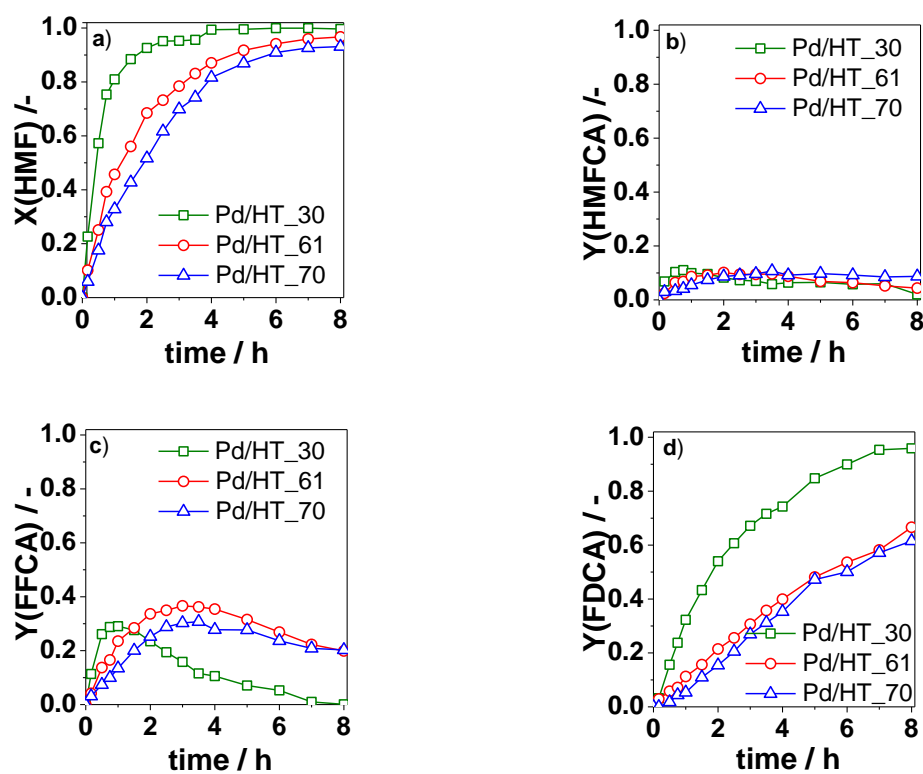 a)
X(HMF) /-
1.0
0.8
0.6
0.4
0.2
0.0
Pd/HT_30
Pd/HT_61
Pd/HT_70
0 2 4 6 8
time / h
b)
Y(HMFCA) /-
1.0
0.8
0.6
0.4
0.2
0.0
Pd/HT_30
Pd/HT_61
Pd/HT_70
0 2 4 6 8
time / h
c)
Y(FFCA) / -
1.0
0.8
0.6
0.4
0.2
0.0
Pd/HT_30
Pd/HT_61
Pd/HT_70
0 2 4 6 8
time / h
d)
Y(FDCA) / -
1.0
0.8
0.6
0.4
0.2
0.0
Pd/HT_30
Pd/HT_61
Pd/HT_70
0 2 4 6 8
time / h